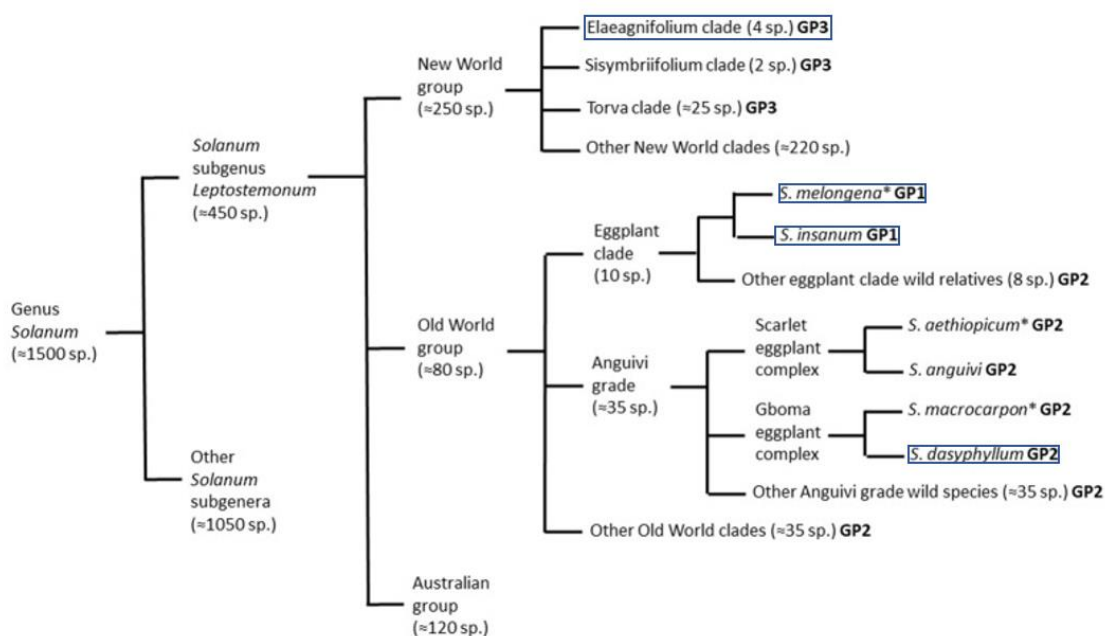 Genus
Solanum
(≈1500 sp.)
Solanum
subgenus
Leptostemonum
(≈450 sp.)
Other
Solanum
subgenera
(≈1050 sp.)
New World
group
(≈250 sp.)
Old World
group
(≈80 sp.)
Australian
group
(≈120 sp.)
Elaeagnifolium clade (4 sp.) GP3
Sisymbriifolium clade (2 sp.) GP3
Torva clade (≈25 sp.) GP3
Other New World clades (≈220 sp.)
Eggplant
clade
(10 sp.)
S. melongena* GP1
S. insanum GP1
Other eggplant clade wild relatives (8 sp.) GP2
Anguivi
grade
(≈35 sp.)
Scarlet
eggplant
complex
S. aethiopicum* GP2
S. anguivi GP2
Gboma
eggplant
complex
S. macrocarpon* GP2
S. dasyphyllum GP2
Other Anguivi grade wild species (≈35 sp.) GP2
Other Old World clades (≈35 sp.) GP2